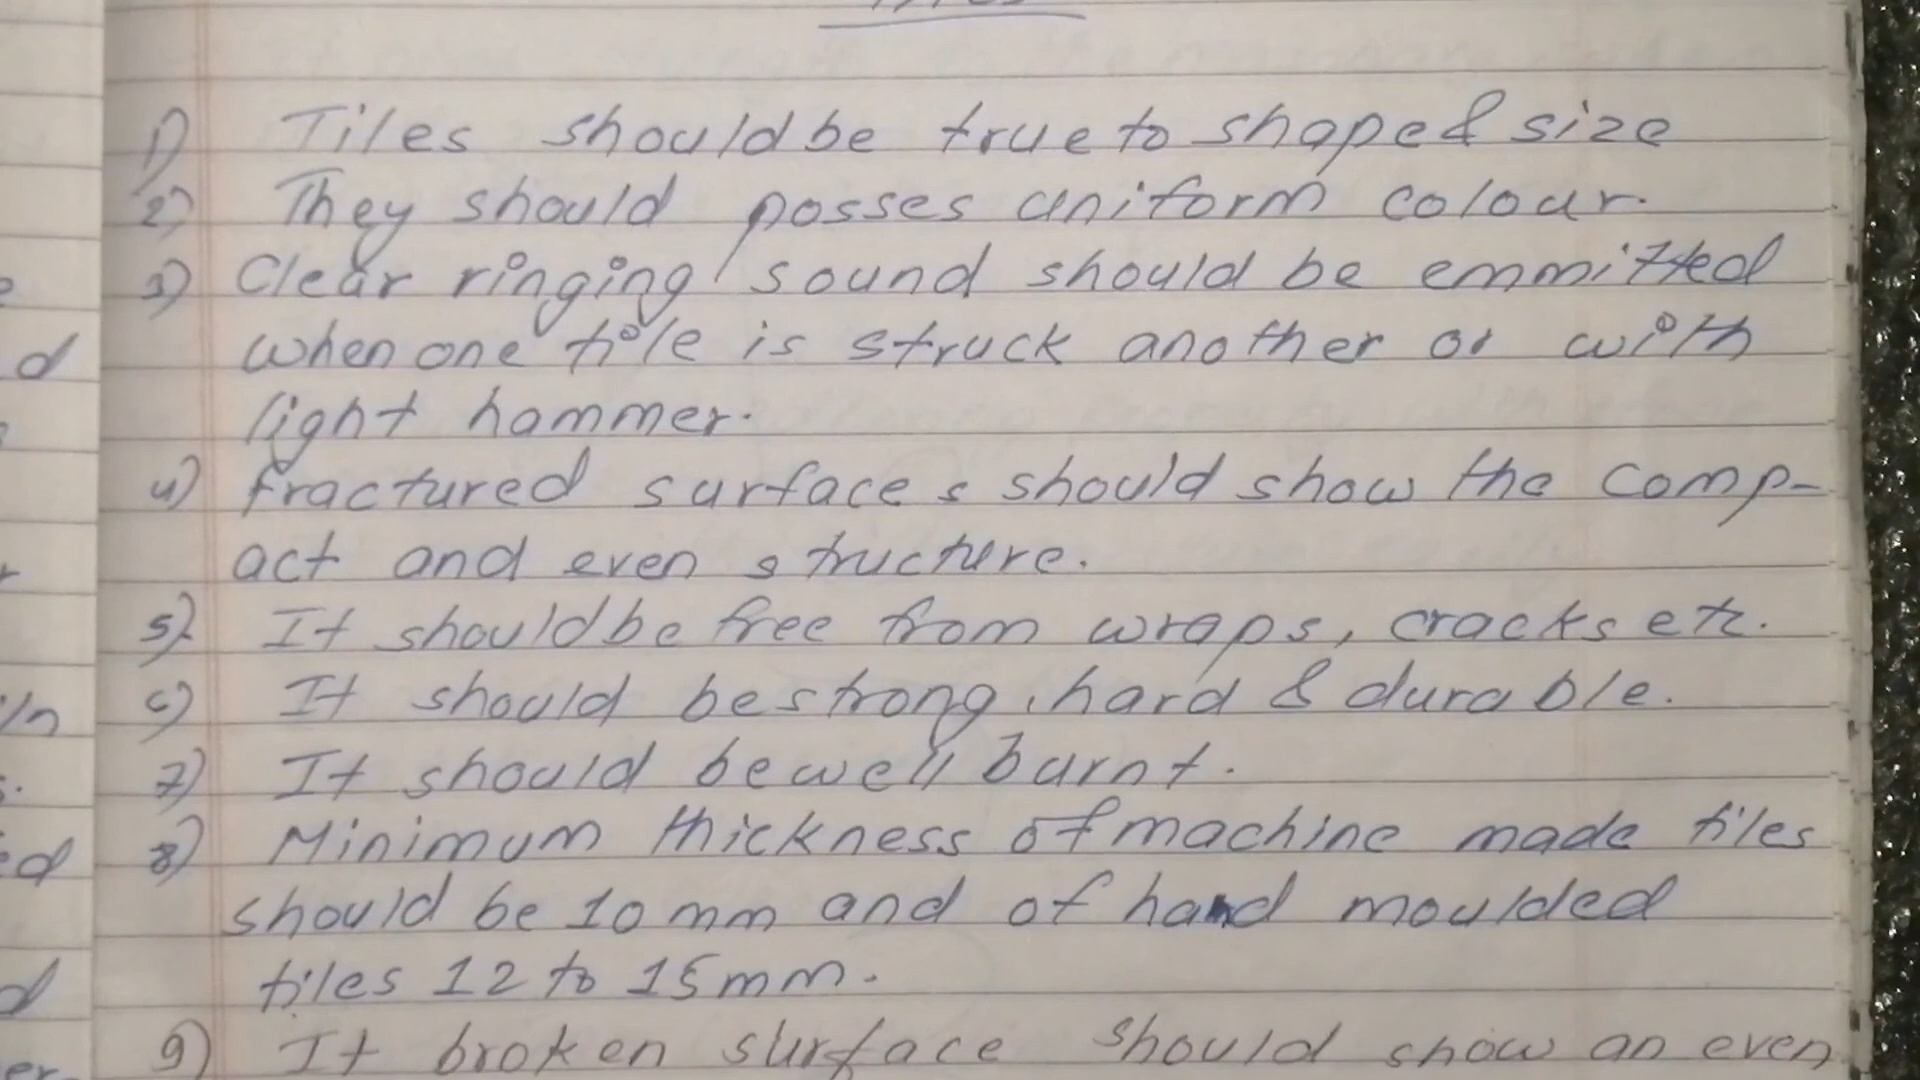 1) Tiles should be true to shape & size
2) They should posses uniform colour.
3) Clear ringing sound should be emmitted
when one tile is struck another or with
light hammer.
4) Fractured surfaces should show the comp-
act and even structure.
5) It should be free from wraps, cracks etc.
6) It should be strong, hard & durable.
7) It should be well burnt.
8) Minimum thickness of machine made tiles
should be 10 mm and of hand moulded
tiles 12 to 15 mm.
9) It broken surface should show an even